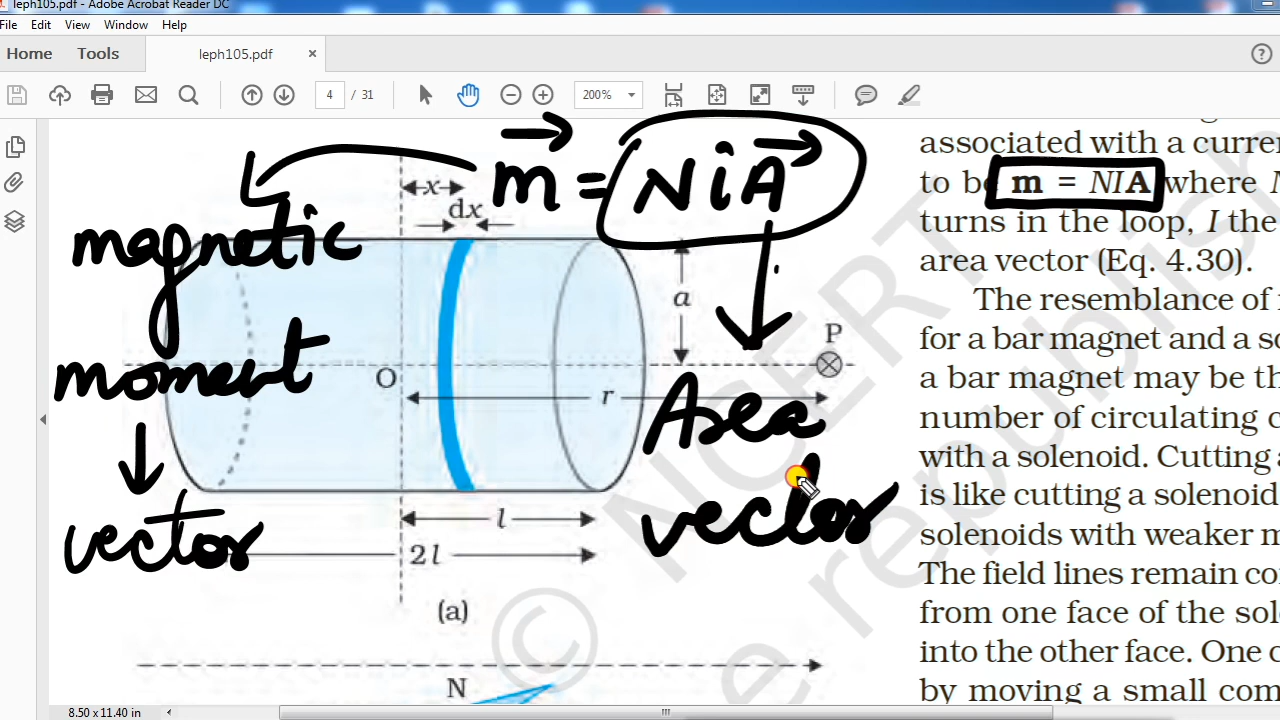 leph105.pdf - Adobe Acrobat Reader DC
File Edit View Window Help
Home Tools leph105.pdf ×
4 / 31 200%
m = NiA
magnetic
moment
vector
Area
vector
x
dx
a
P
O
r
l
2l
(a)
N
associated with a curre
to be m = NIA where
turns in the loop, I the
area vector (Eq. 4.30).
The resemblance of
for a bar magnet and a so
a bar magnet may be th
number of circulating c
with a solenoid. Cutting a
is like cutting a solenoid
solenoids with weaker m
The field lines remain co
from one face of the sol
into the other face. One c
by moving a small com
© NCERT
be republish
8.50 x 11.40 in